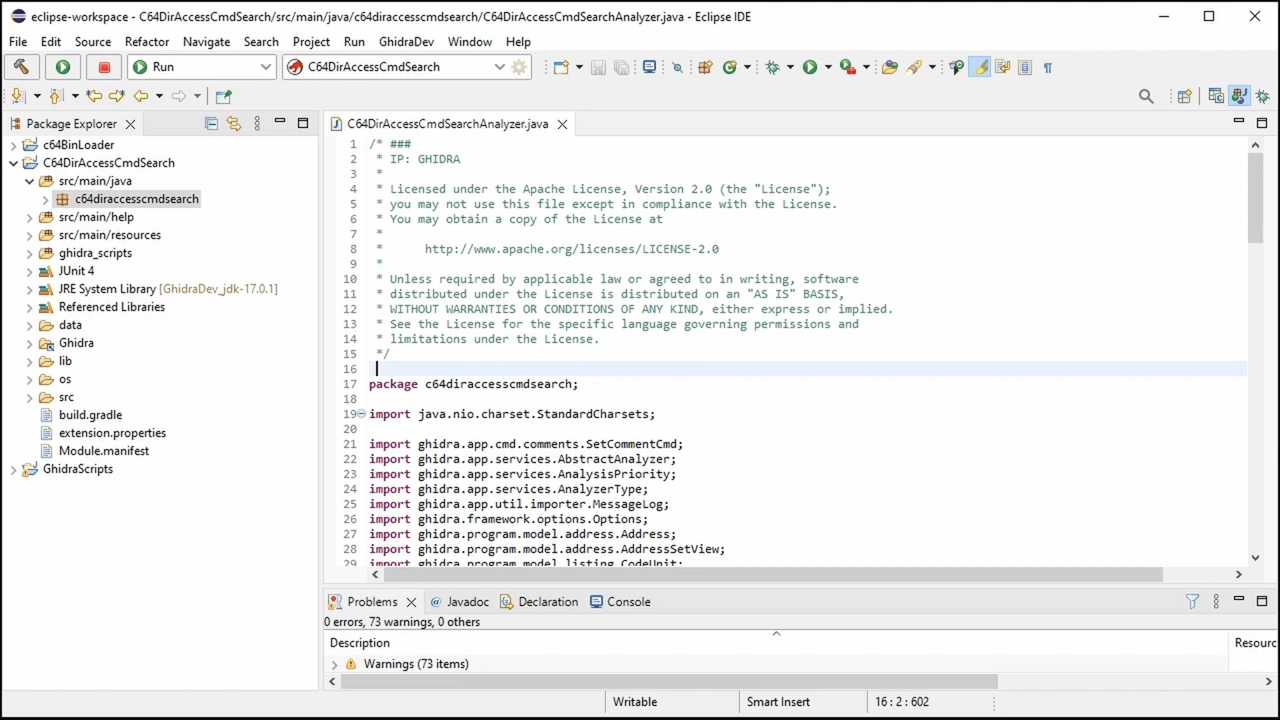 eclipse-workspace - C64DirAccessCmdSearch/src/main/java/c64diraccesscmdsearch/C64DirAccessCmdSearchAnalyzer.java - Eclipse IDE
File Edit Source Refactor Navigate Search Project Run GhidraDev Window Help
Run C64DirAccessCmdSearch
Package Explorer
c64BinLoader
C64DirAccessCmdSearch
src/main/java
c64diraccesscmdsearch
src/main/help
src/main/resources
ghidra_scripts
JUnit 4
JRE System Library [GhidraDev_jdk-17.0.1]
Referenced Libraries
data
Ghidra
lib
os
src
build.gradle
extension.properties
Module.manifest
GhidraScripts
C64DirAccessCmdSearchAnalyzer.java
1 /* ###
2 * IP: GHIDRA
3 *
4 * Licensed under the Apache License, Version 2.0 (the "License");
5 * you may not use this file except in compliance with the License.
6 * You may obtain a copy of the License at
7 *
8 * http://www.apache.org/licenses/LICENSE-2.0
9 *
10 * Unless required by applicable law or agreed to in writing, software
11 * distributed under the License is distributed on an "AS IS" BASIS,
12 * WITHOUT WARRANTIES OR CONDITIONS OF ANY KIND, either express or implied.
13 * See the License for the specific language governing permissions and
14 * limitations under the License.
15 */
16
17 package c64diraccesscmdsearch;
18
19 import java.nio.charset.StandardCharsets;
20
21 import ghidra.app.cmd.comments.SetCommentCmd;
22 import ghidra.app.services.AbstractAnalyzer;
23 import ghidra.app.services.AnalysisPriority;
24 import ghidra.app.services.AnalyzerType;
25 import ghidra.app.util.importer.MessageLog;
26 import ghidra.framework.options.Options;
27 import ghidra.program.model.address.Address;
28 import ghidra.program.model.address.AddressSetView;
29 import ghidra.program.model.listing.CodeUnit;
Problems Javadoc Declaration Console
0 errors, 73 warnings, 0 others
Description Resourc
Warnings (73 items)
Writable Smart Insert 16 : 2 : 602